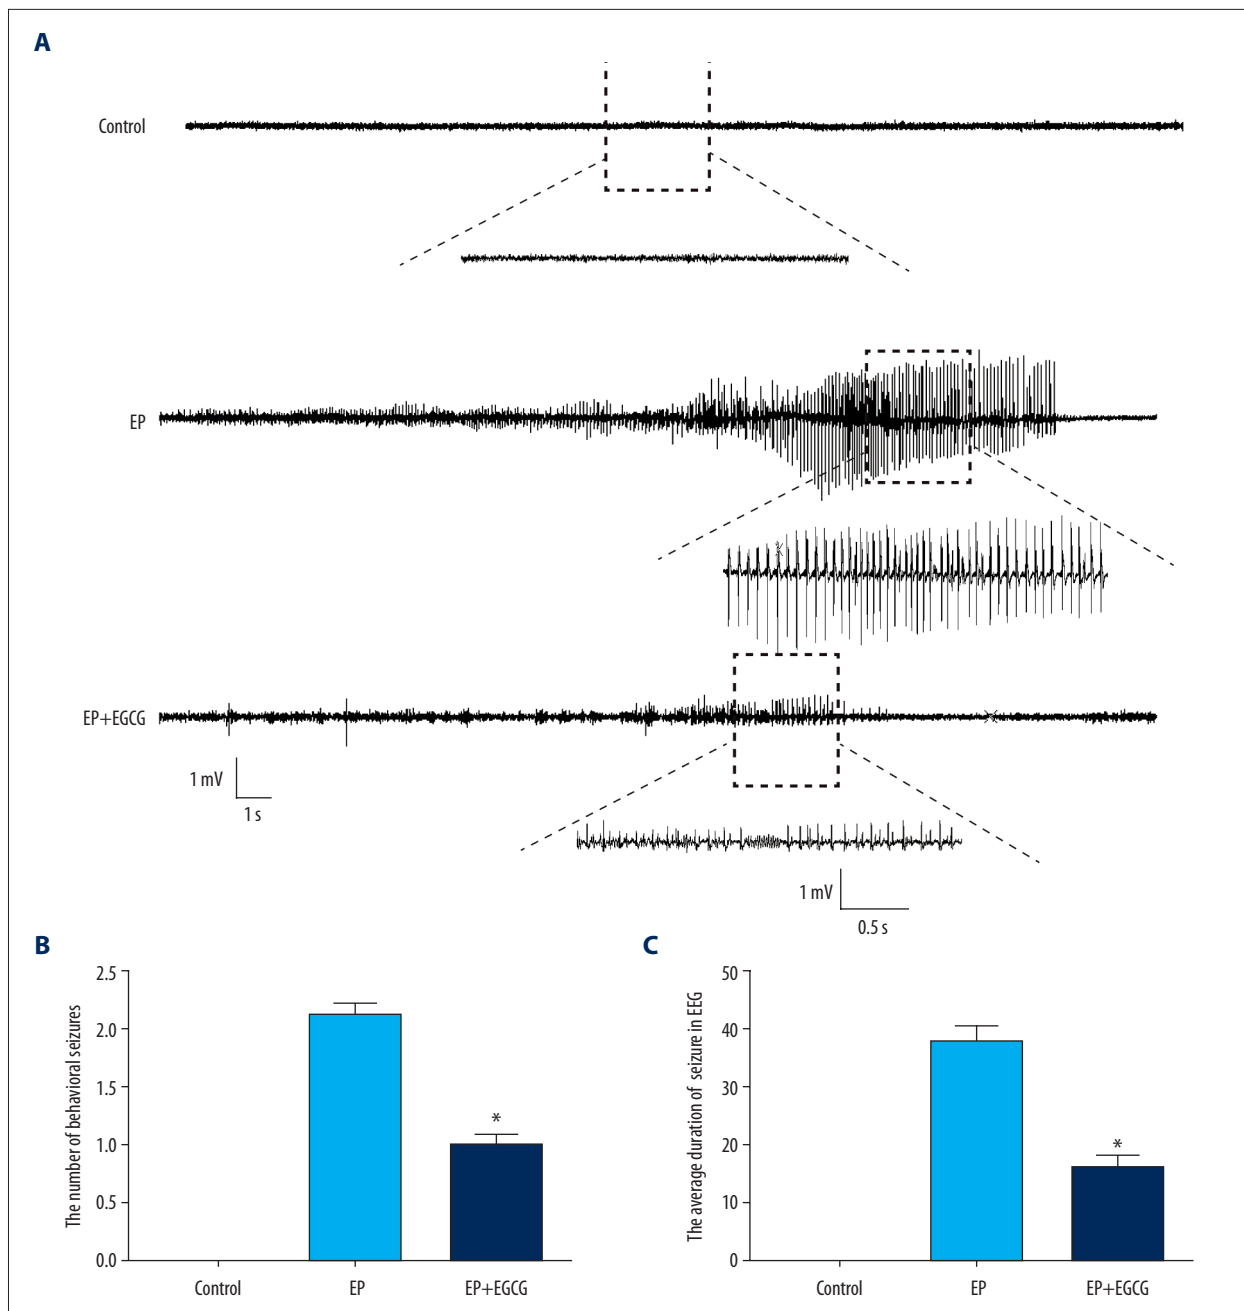 A
Control
EP
EP+EGCG
1 mV
1 s
1 mV
0.5 s
B
The number of behavioral seizures
2.5
2.0
1.5
1.0
0.5
0.0
*
Control
EP
EP+EGCG
C
The average duration of seizure in EEG
50
40
30
20
10
0
*
Control
EP
EP+EGCG